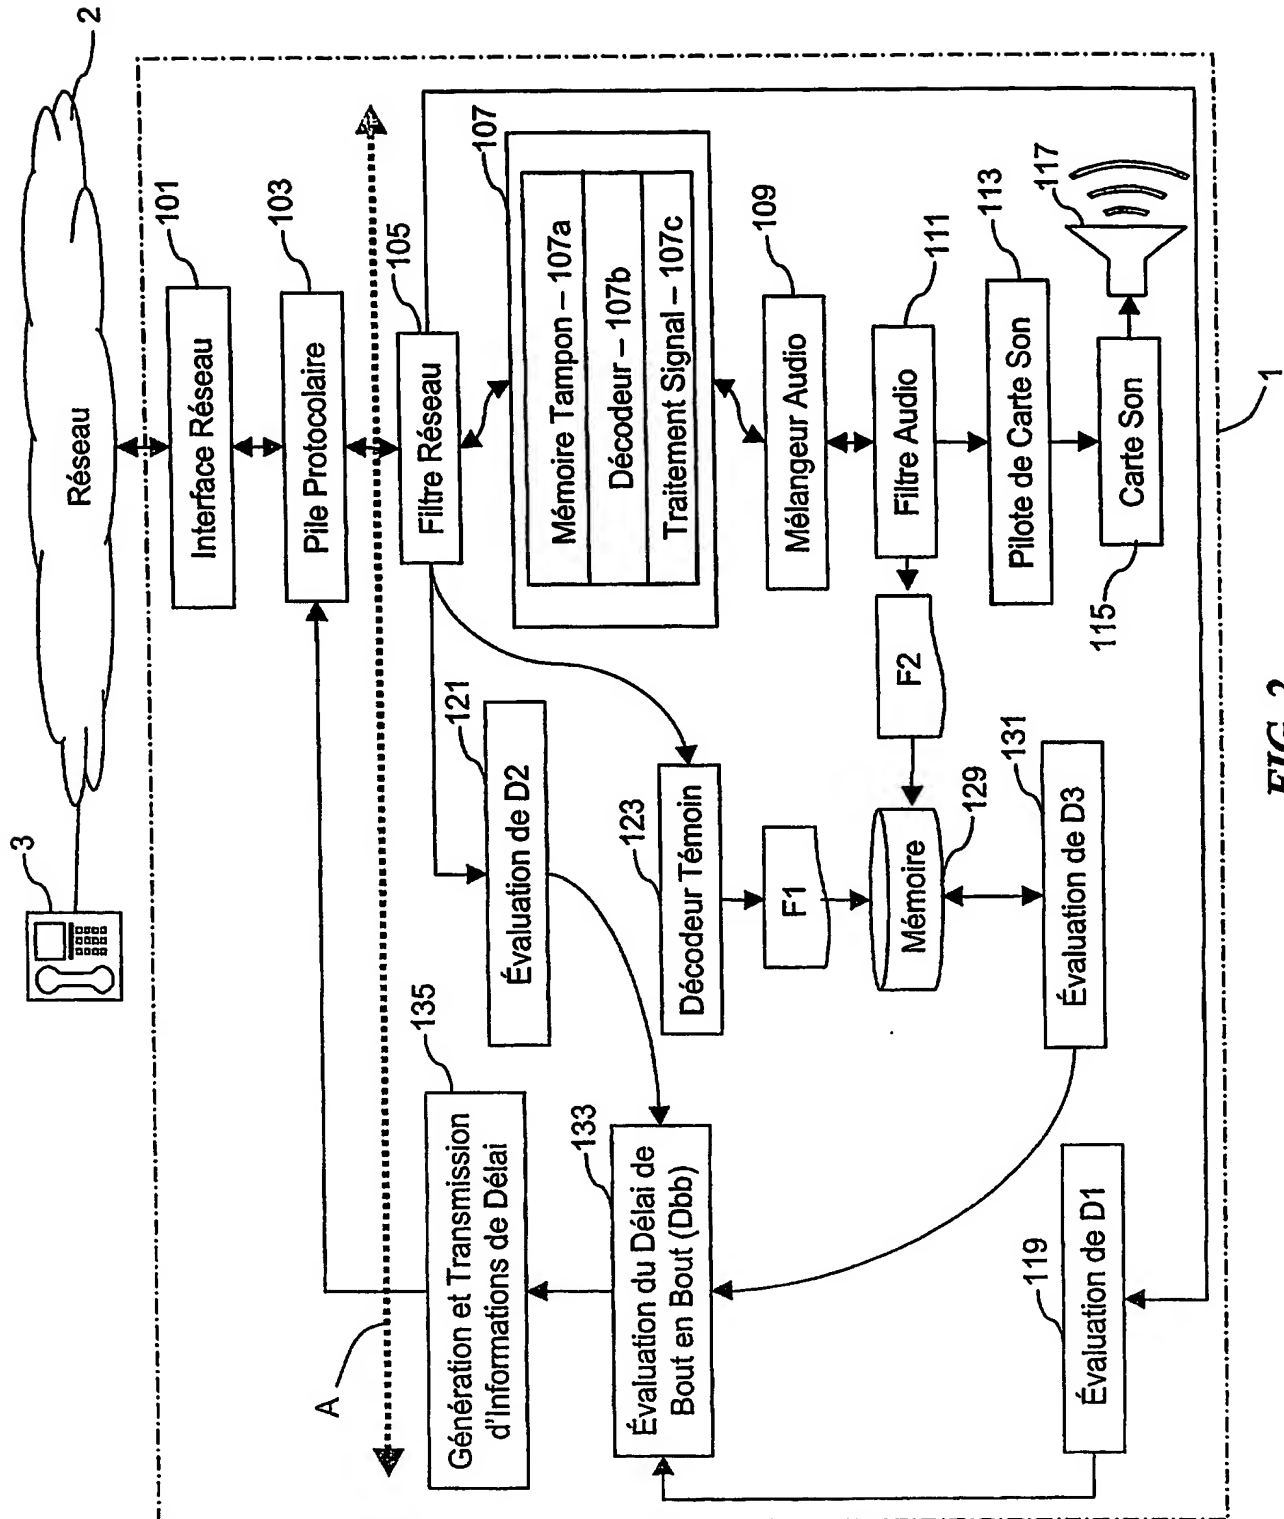 3
2
Réseau
101
Interface Réseau
103
Pile Protocolaire
A
105
Filtre Réseau
107
Mémoire Tampon – 107a
Décodeur – 107b
Traitement Signal – 107c
109
Mélangeur Audio
111
Filtre Audio
113
Pilote de Carte Son
115
Carte Son
117
121
Évaluation de D2
123
Décodeur Témoin
F1
F2
Mémoire
129
131
Évaluation de D3
135
Génération et Transmission
d'Informations de Délai
133
Évaluation du Délai de
Bout en Bout (Dbb)
119
Évaluation de D1
1
FIG. 2